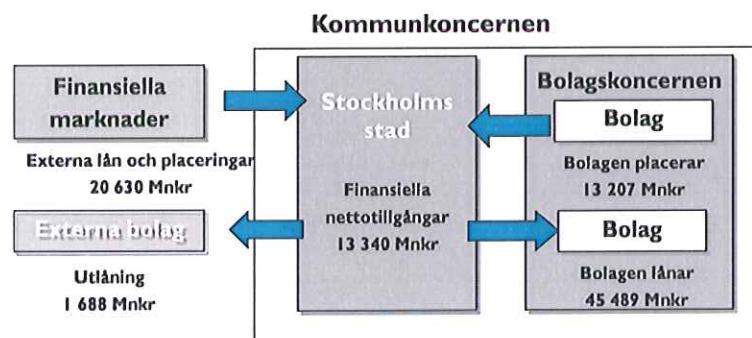 Kommunkoncernen
Finansiella
marknader
Externa lån och placeringar
20 630 Mnkr
Externa bolag
Utlåning
1 688 Mnkr
Stockholms
stad
Finansiella
nettotillgångar
13 340 Mnkr
Bolagskoncernen
Bolag
Bolagen placerar
13 207 Mnkr
Bolag
Bolagen lånar
45 489 Mnkr